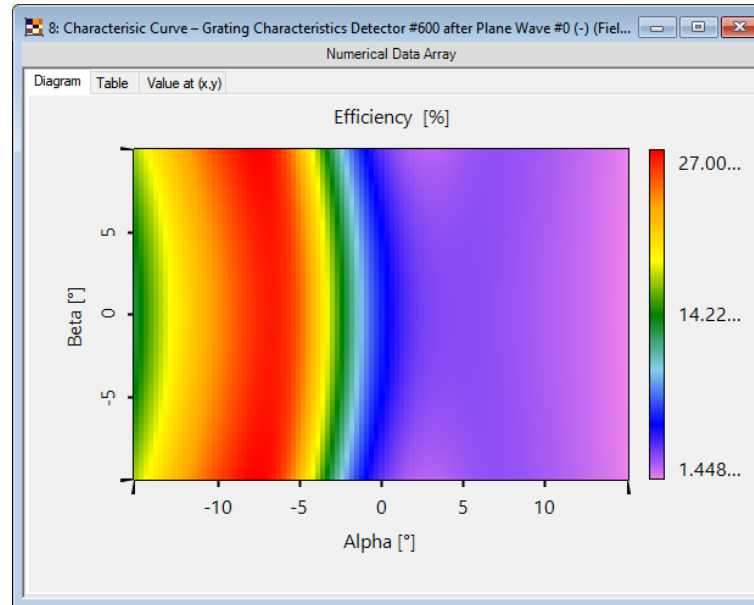 8: Characterisic Curve – Grating Characteristics Detector #600 after Plane Wave #0 (-) (Fiel...
Numerical Data Array
Diagram Table Value at (x,y)
Efficiency [%]
27.00...
5
0
14.22...
-5
1.448...
Beta [°]
-10 -5 0 5 10
Alpha [°]